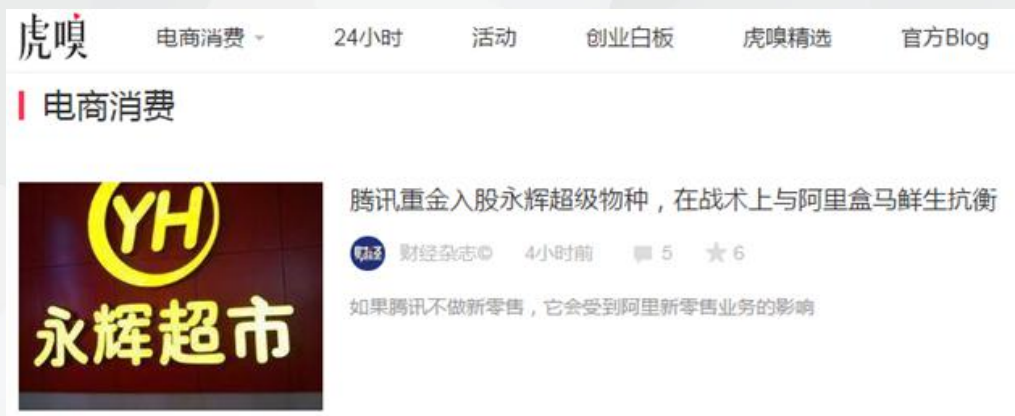 虎嗅 电商消费 24小时 活动 创业白板 虎嗅精选 官方Blog
电商消费
YH
永辉超市
腾讯重金入股永辉超级物种，在战术上与阿里盒马鲜生抗衡
财经 财经杂志© 4小时前 5 6
如果腾讯不做新零售，它会受到阿里新零售业务的影响